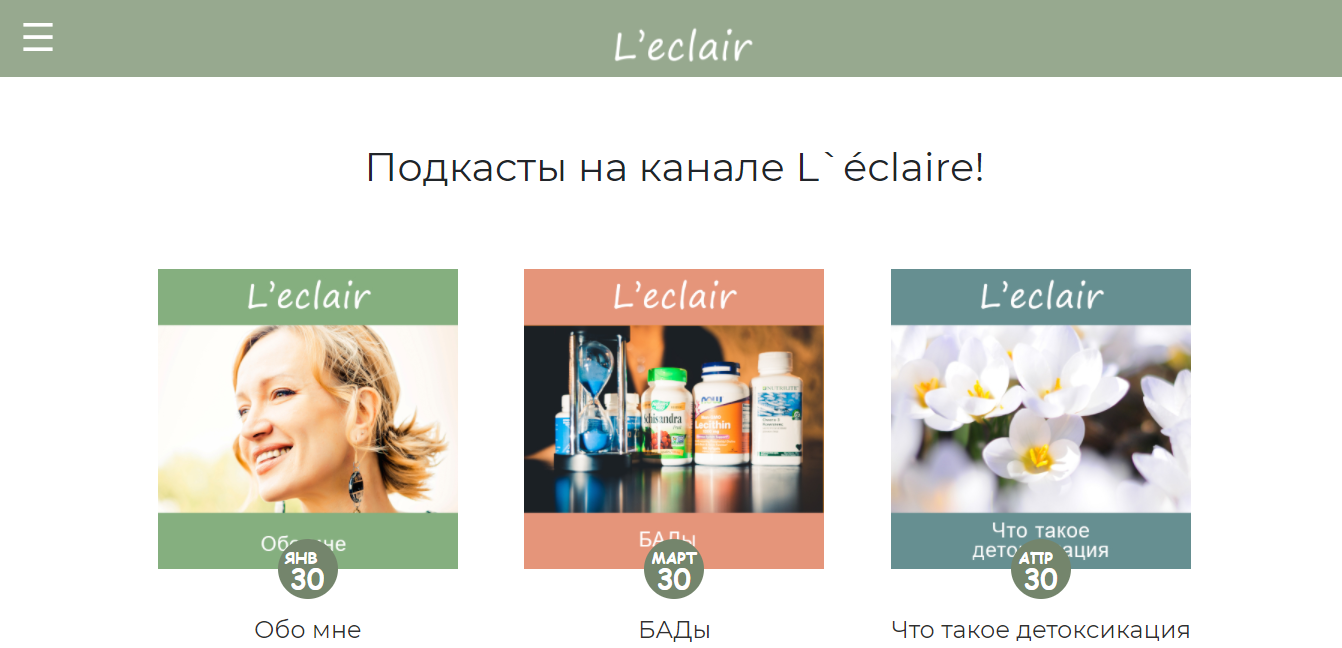 L'eclair
Подкасты на канале L`éclaire!
L'eclair
L'eclair
L'eclair
now
Schisandra
Lecithin
Обо мне
БАДы
Что такое
детоксикация
ЯНВ
30
МАРТ
30
АПР
30
Обо мне
БАДы
Что такое детоксикация